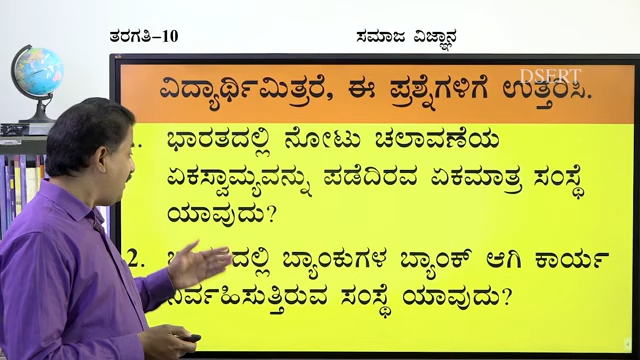 ತರಗತಿ–10 ಸಮಾಜ ವಿಜ್ಞಾನ
DSERT
ವಿದ್ಯಾರ್ಥಿಮಿತ್ರರೆ, ಈ ಪ್ರಶ್ನೆಗಳಿಗೆ ಉತ್ತರಿಸಿ.
ಭಾರತದಲ್ಲಿ ನೋಟು ಚಲಾವಣೆಯ
ಏಕಸ್ವಾಮ್ಯವನ್ನು ಪಡೆದಿರವ ಏಕಮಾತ್ರ ಸಂಸ್ಥೆ
ಯಾವುದು?
2. ಬ್ಯಾಂಕುಗಳ ಬ್ಯಾಂಕ್ ಆಗಿ ಕಾರ್ಯ
ನಿರ್ವಹಿಸುತ್ತಿರುವ ಸಂಸ್ಥೆ ಯಾವುದು?